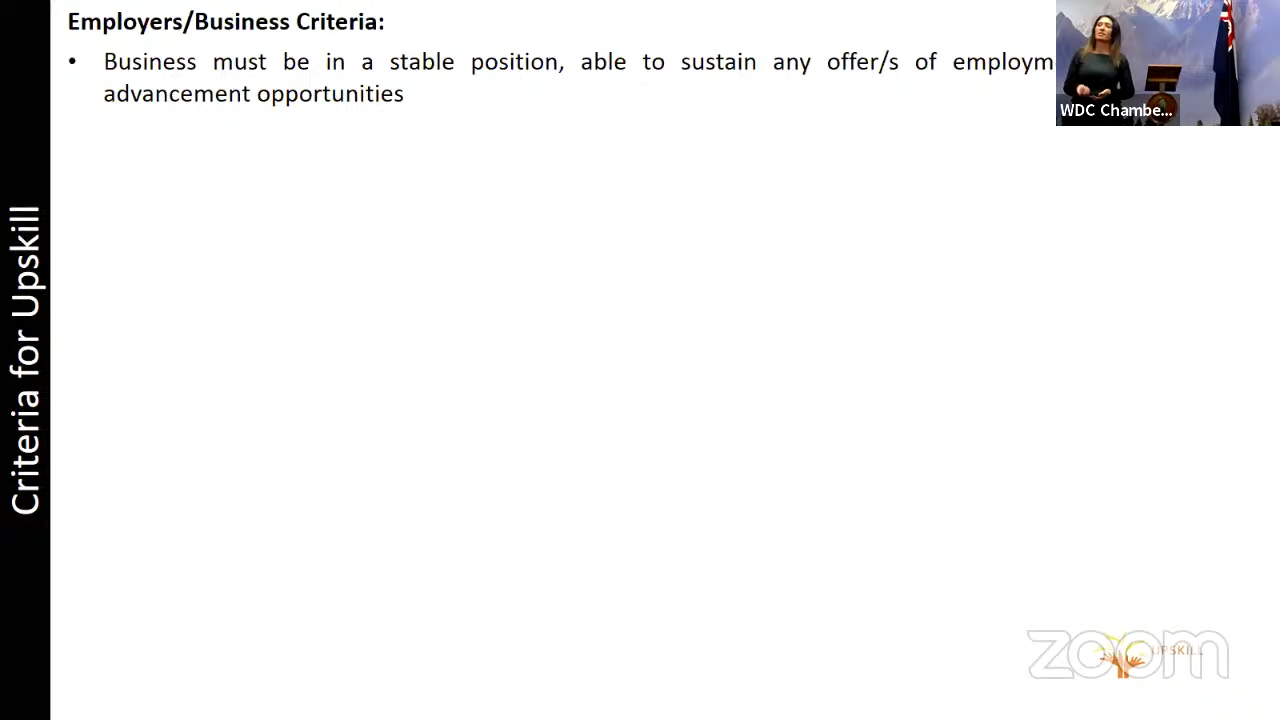 Employers/Business Criteria:
• Business must be in a stable position, able to sustain any offer/s of employm
advancement opportunities
WDC Chambe...
Criteria for Upskill
UPSKILL
zoom